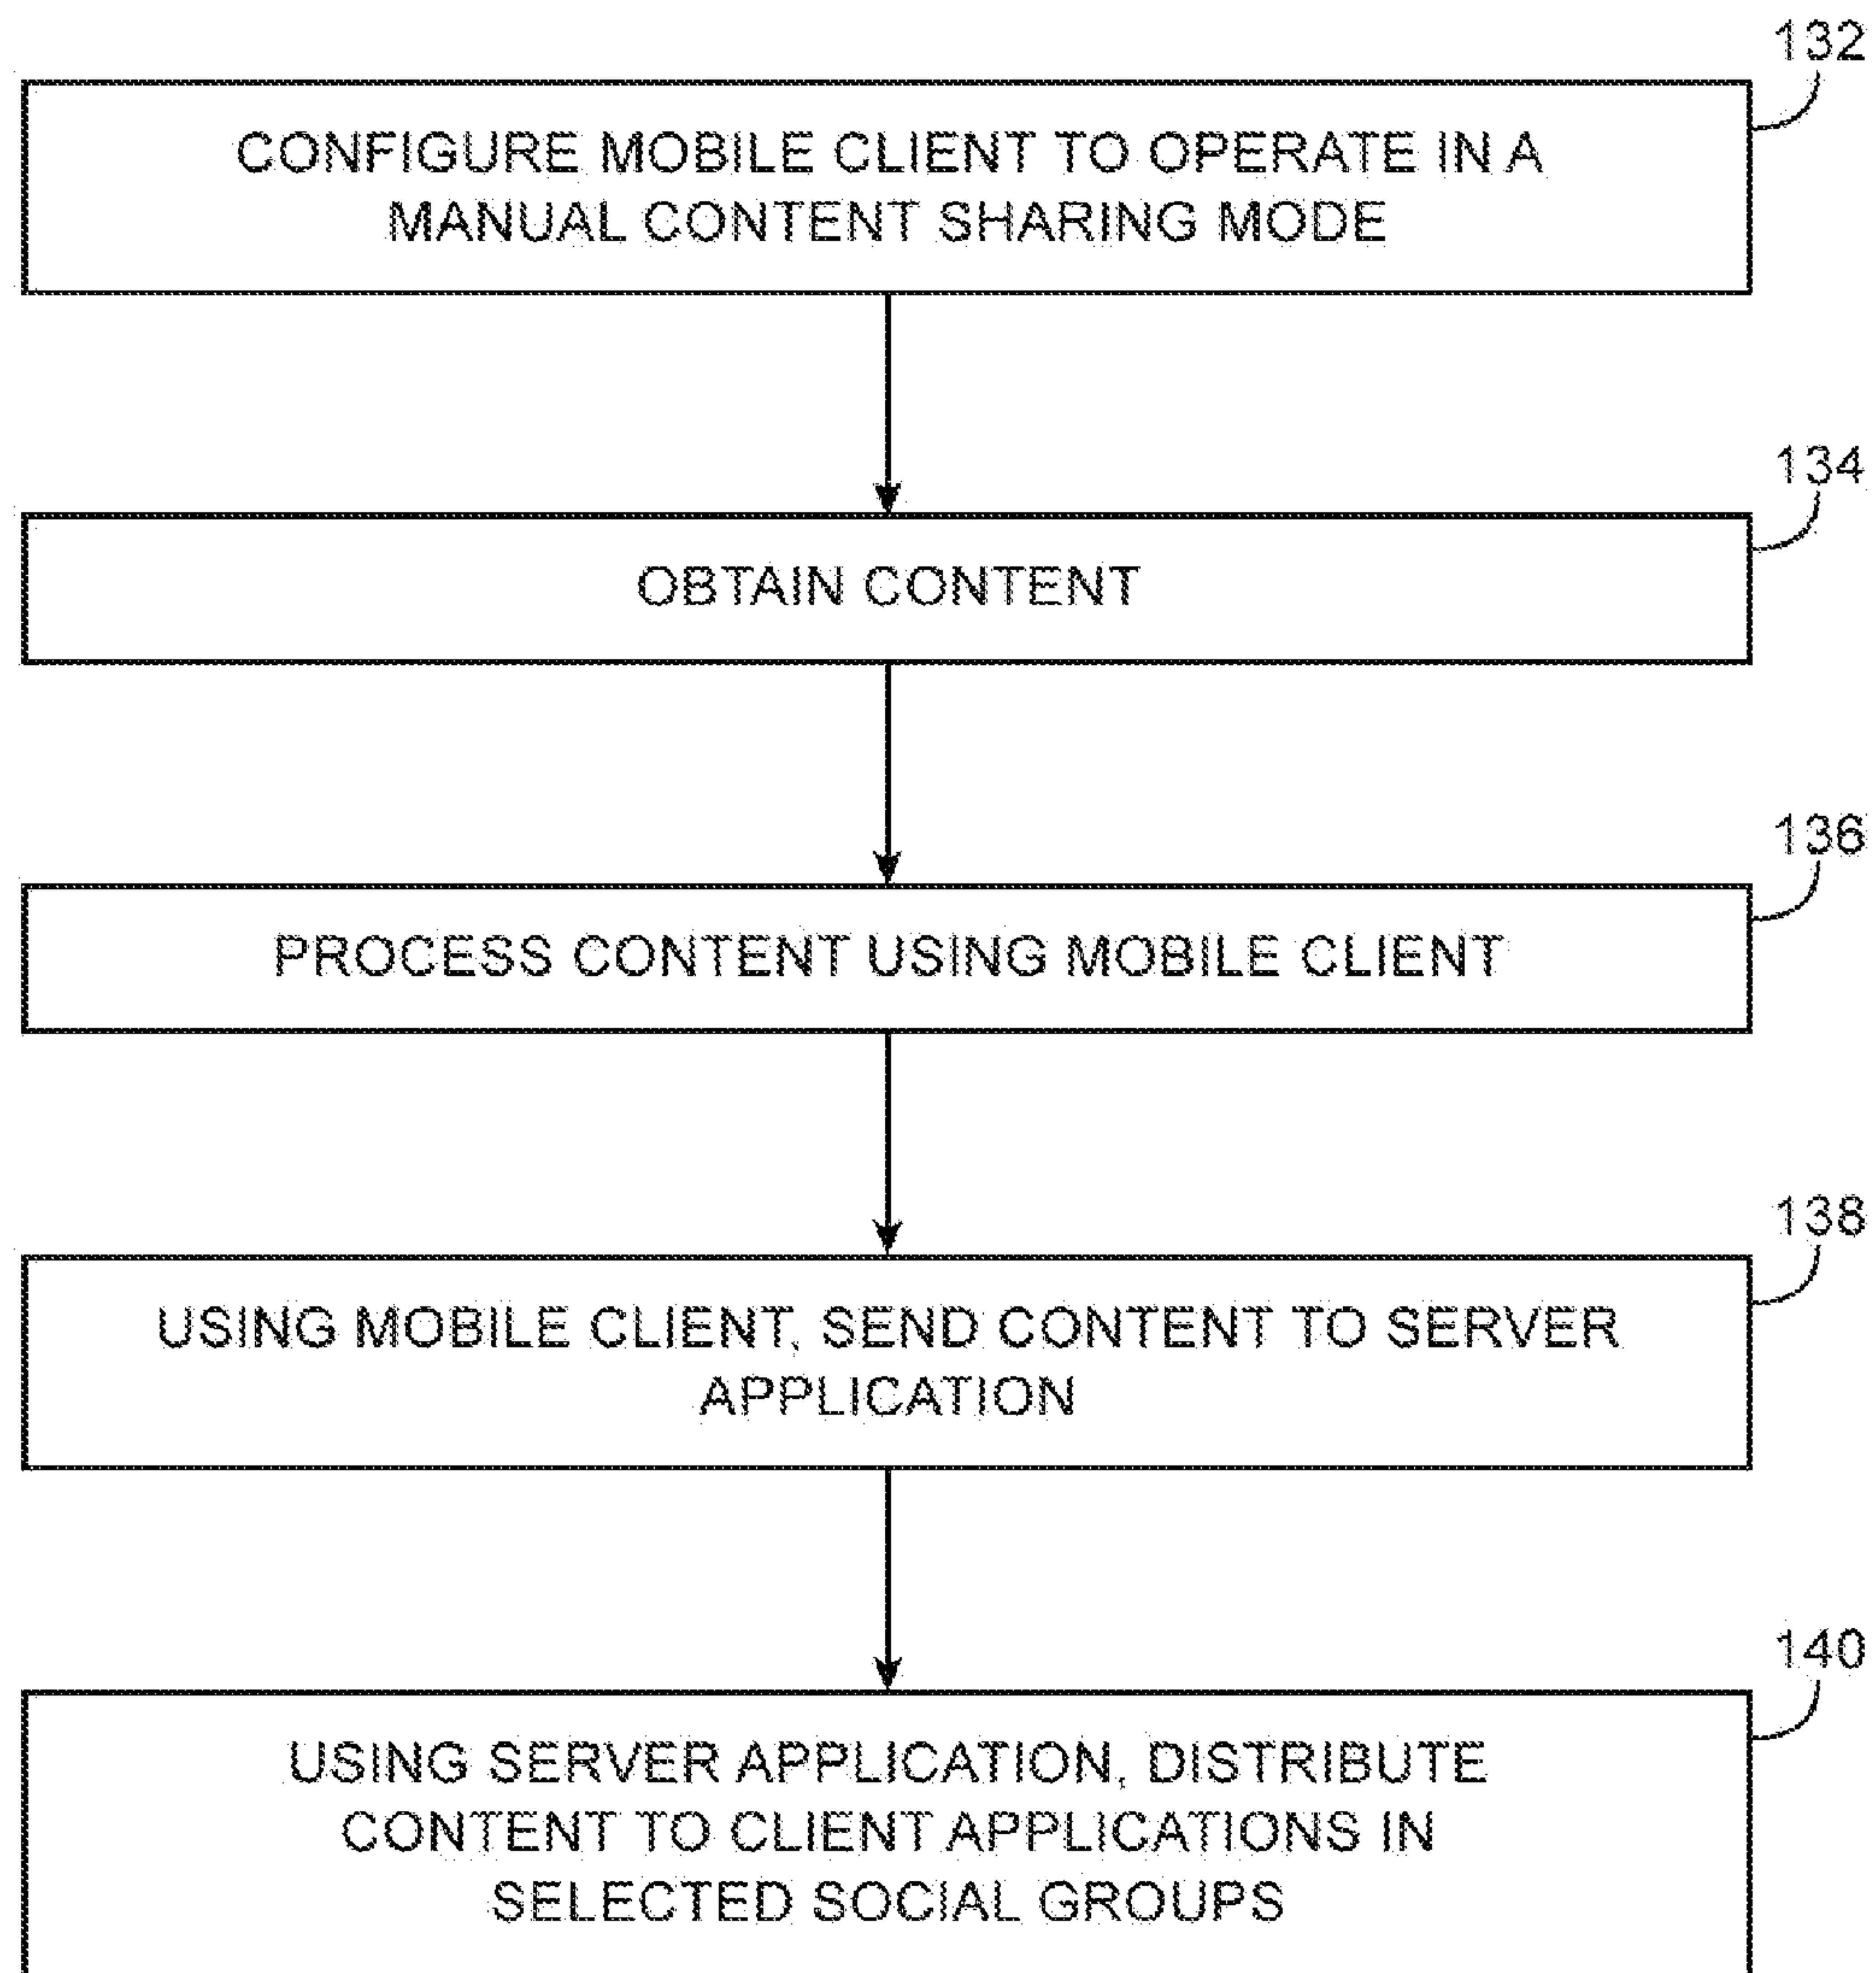 132
CONFIGURE MOBILE CLIENT TO OPERATE IN A
MANUAL CONTENT SHARING MODE
134
OBTAIN CONTENT
136
PROCESS CONTENT USING MOBILE CLIENT
138
USING MOBILE CLIENT, SEND CONTENT TO SERVER
APPLICATION
140
USING SERVER APPLICATION, DISTRIBUTE
CONTENT TO CLIENT APPLICATIONS IN
SELECTED SOCIAL GROUPS